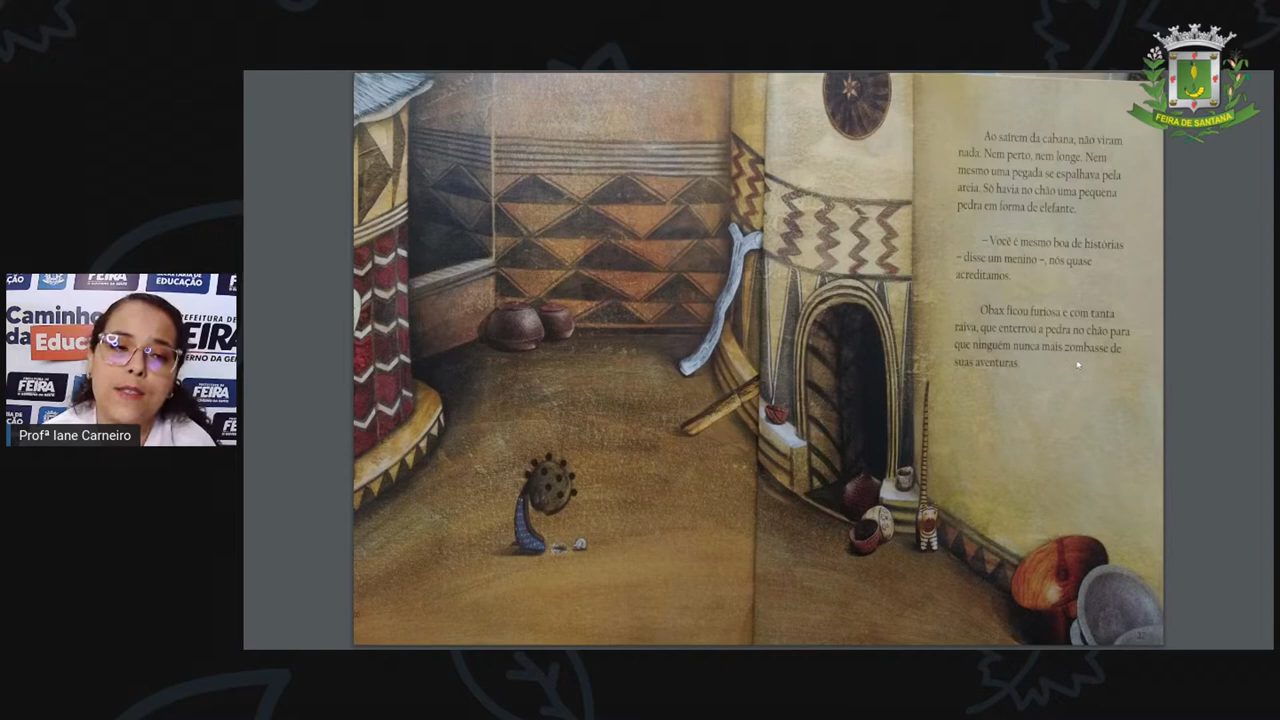 FEIRA DE SANTANA
Ao saírem da cabana, não viram
nada. Nem perto, nem longe. Nem
mesmo uma pegada se espalhava pela
areia. Só havia no chão uma pequena
pedra em forma de elefante.
– Você é mesmo boa de histórias
– disse um menino –, nós quase
acreditamos.
Obax ficou furiosa e com tanta
raiva, que enterrou a pedra no chão para
que ninguém nunca mais zombasse de
suas aventuras.
EDUCAÇÃO
Caminho
da Educ
FEIRA
FEIRA
Profª Iane Carneiro